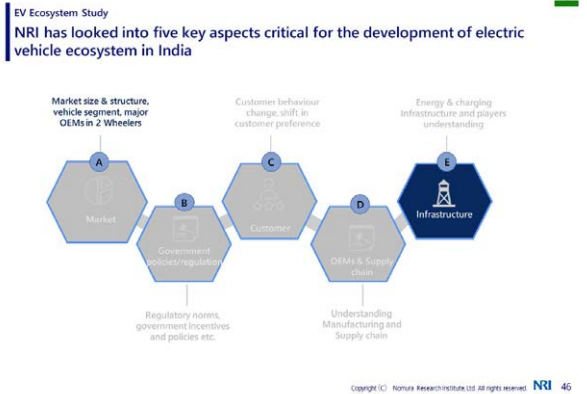 EV Ecosystem Study
NRI has looked into five key aspects critical for the development of electric
vehicle ecosystem in India
Market size & structure,
vehicle segment, major
OEMs in 2 Wheelers
Customer behaviour
change, shift in
customer preference
Energy & charging
Infrastructure and players
understanding
A
Market
B
Government
policies/regulation
C
Customer
D
OEMs & Supply
chain
E
Infrastructure
Regulatory norms,
government incentives
and policies etc.
Understanding
Manufacturing and
Supply chain
Copyright (C) Nomura Research Institute, Ltd. All rights reserved. NRI 46